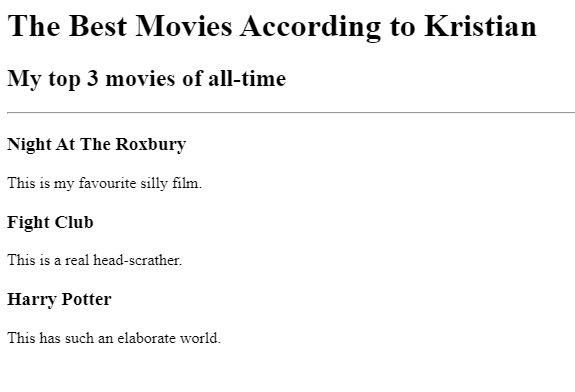 The Best Movies According to Kristian
My top 3 movies of all-time
Night At The Roxbury
This is my favourite silly film.
Fight Club
This is a real head-scrather.
Harry Potter
This has such an elaborate world.